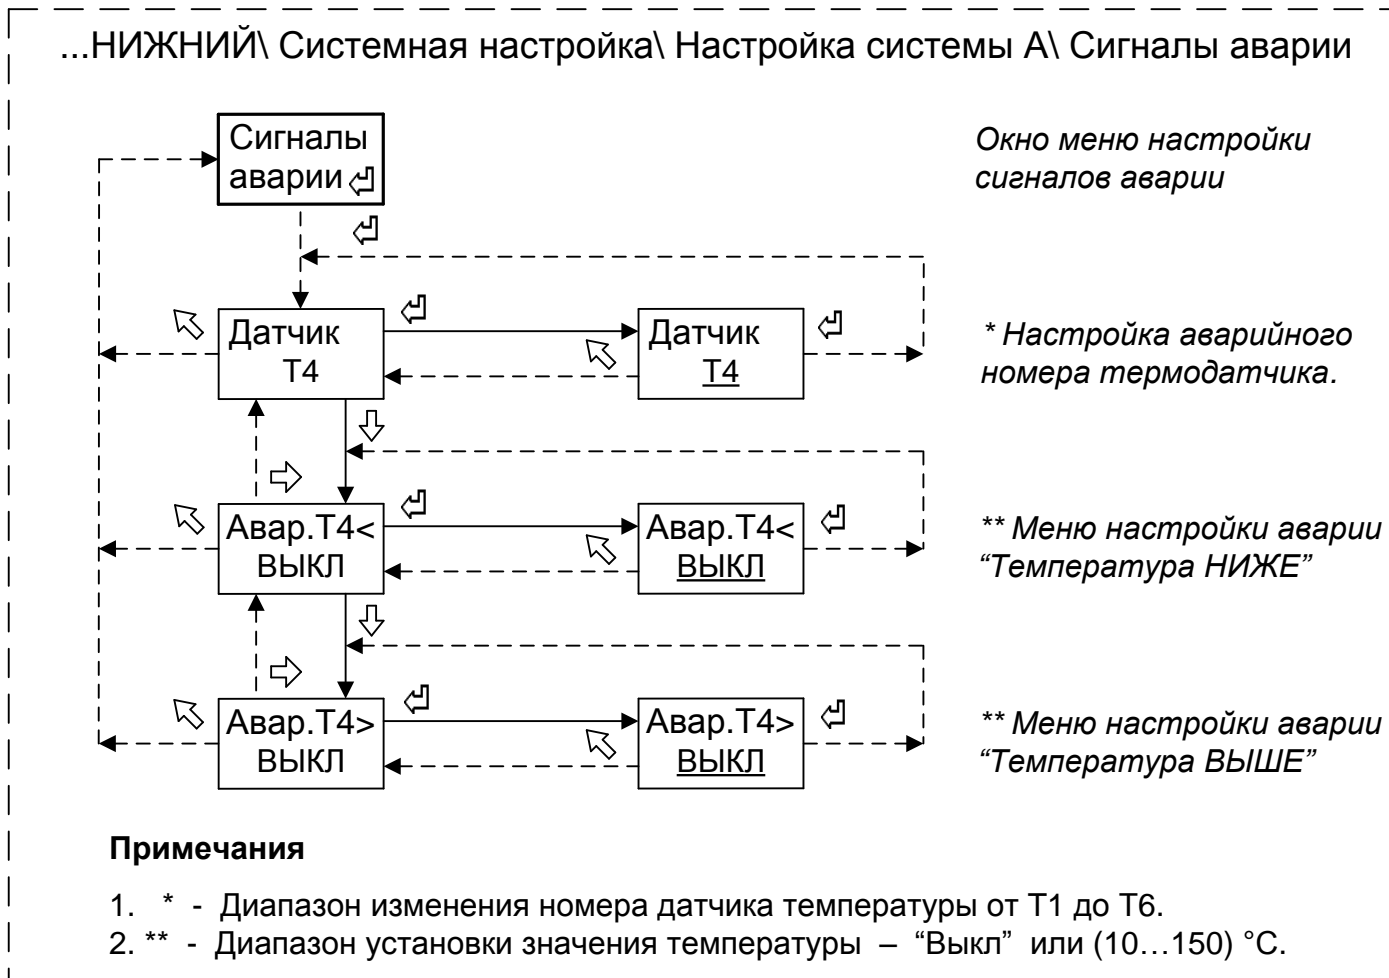 ...НИЖНИЙ\ Системная настройка\ Настройка системы А\ Сигналы аварии
Сигналы
аварии
Окно меню настройки
сигналов аварии
Датчик
Т4
Датчик
Т4
* Настройка аварийного
номера термодатчика.
Авар.Т4<
ВЫКЛ
Авар.Т4<
ВЫКЛ
** Меню настройки аварии
“Температура НИЖЕ”
Авар.Т4>
ВЫКЛ
Авар.Т4>
ВЫКЛ
** Меню настройки аварии
“Температура ВЫШЕ”
Примечания
1. * - Диапазон изменения номера датчика температуры от Т1 до Т6.
2. ** - Диапазон установки значения температуры – “Выкл” или (10…150) °С.